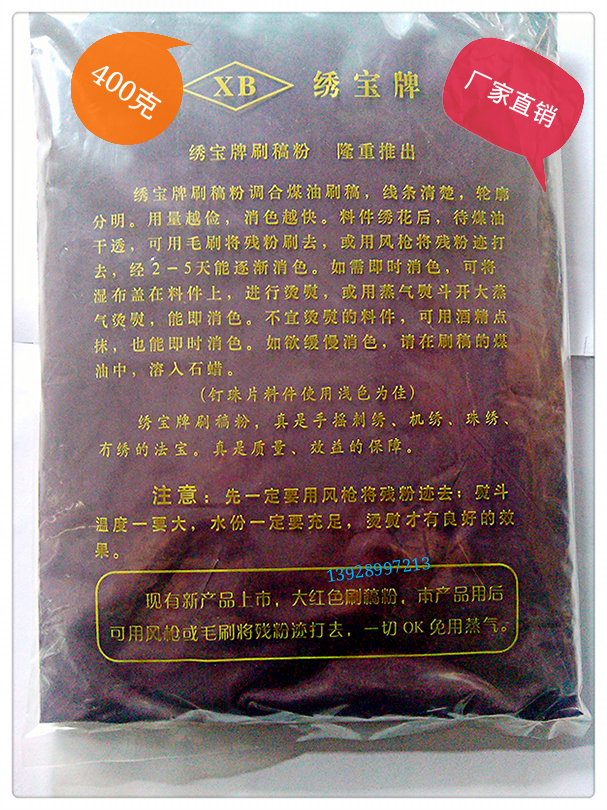 400克
XB 绣宝牌
厂家直销
绣宝牌刷稿粉 隆重推出
绣宝牌刷稿粉调合煤油刷稿，线条清楚，轮廓
分明。用量越俭，消色越快。料件绣花后，待煤油
干透，可用毛刷将残粉刷去，或用风枪将残粉迹打
去，经2-5天能逐渐消色。如需即时消色，可将
湿布盖在料件上，进行烫熨，或用蒸气熨斗开大蒸
气烫熨，能即消色。不宜烫熨的料件，可用酒精点
抹，也能即时消色。如欲缓慢消色，请在刷稿的煤
油中，溶入石蜡。
（钉珠片料件使用浅色为佳）
绣宝牌刷稿粉，真是手摇刺绣、机绣、珠绣、
有绣的法宝。真是质量、效益的保障。
注意：先一定要用风枪将残粉迹去；熨斗
温度一要大，水份一定要充足，烫熨才有良好的效
果。
13928997213
现有新产品上市，大红色刷稿粉，本产品用后
可用风枪或毛刷将残粉迹打去，一切OK免用蒸气。